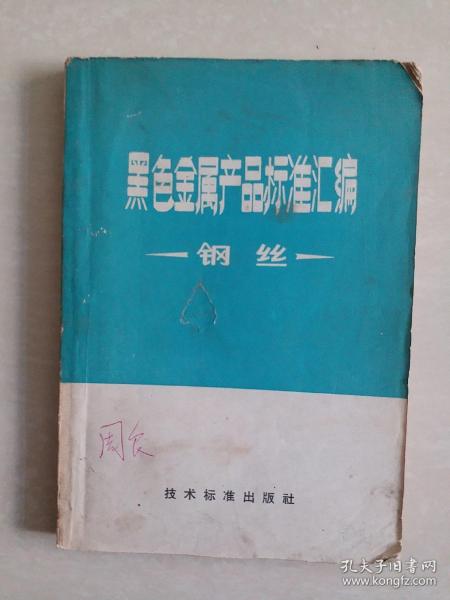 黑色金属产品标准汇编
钢丝
周良
技术标准出版社
孔夫子旧书网
www.kongfz.com